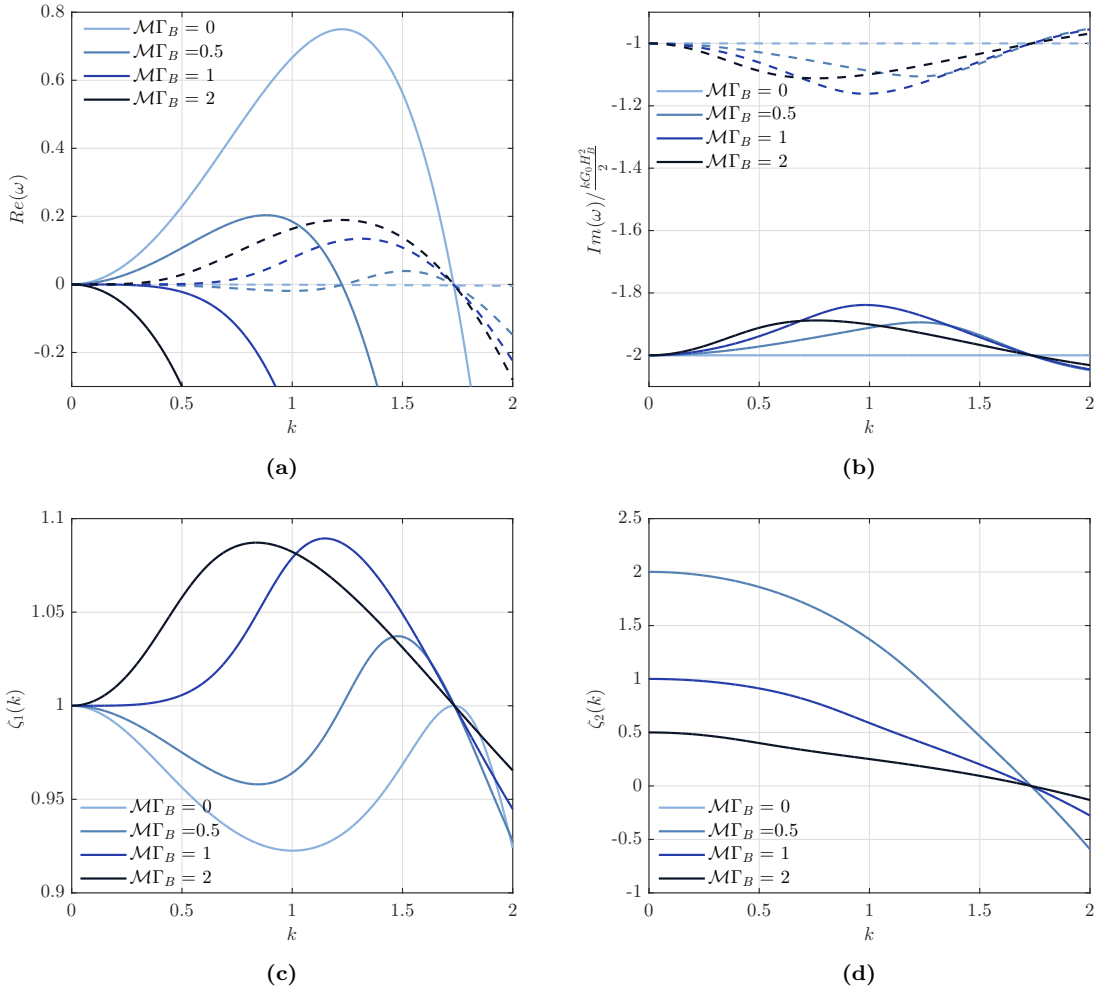 0.8
0.6
0.4
0.2
0
-0.2
Re(ω)
ℳΓ_B = 0
ℳΓ_B =0.5
ℳΓ_B = 1
ℳΓ_B = 2
0 0.5 1 1.5 2
k
(a)
-1
-1.2
-1.4
-1.6
-1.8
-2
Im(ω)/ kG₀H_B^2 / 2
ℳΓ_B = 0
ℳΓ_B =0.5
ℳΓ_B = 1
ℳΓ_B = 2
0 0.5 1 1.5 2
k
(b)
1.1
1.05
1
0.95
0.9
ζ₁(k)
ℳΓ_B = 0
ℳΓ_B =0.5
ℳΓ_B = 1
ℳΓ_B = 2
0 0.5 1 1.5 2
k
(c)
2.5
2
1.5
1
0.5
0
-0.5
-1
ζ₂(k)
ℳΓ_B = 0
ℳΓ_B =0.5
ℳΓ_B = 1
ℳΓ_B = 2
0 0.5 1 1.5 2
k
(d)